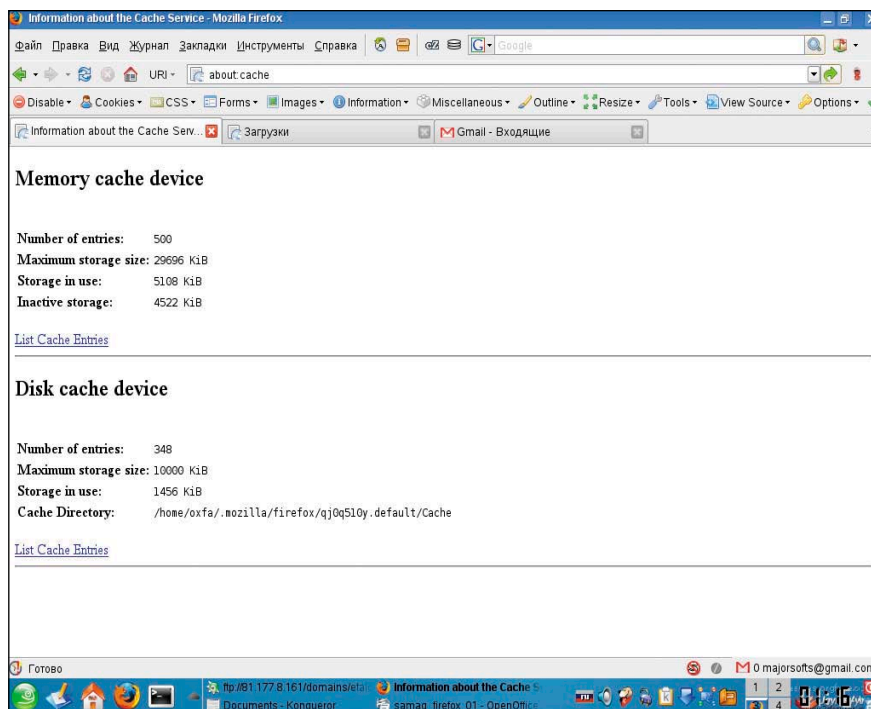 Information about the Cache Service - Mozilla Firefox
Файл Правка Вид Журнал Закладки Инструменты Справка Google
URI about:cache
Disable Cookies CSS Forms Images Information Miscellaneous Outline Resize Tools View Source Options
Information about the Cache Serv... Загрузки Gmail - Входящие
Memory cache device
Number of entries: 500
Maximum storage size: 29696 KiB
Storage in use: 5108 KiB
Inactive storage: 4522 KiB
List Cache Entries
Disk cache device
Number of entries: 348
Maximum storage size: 10000 KiB
Storage in use: 1456 KiB
Cache Directory: /home/oxfa/.mozilla/firefox/qj0q5l0y.default/Cache
List Cache Entries
Готово 0 majorsofts@gmail.com
ftp://81.177.8.161/domains/etali Information about the Cache S 1 2
Documents - Konqueror samag_firefox_01 - OpenOffice 3 4